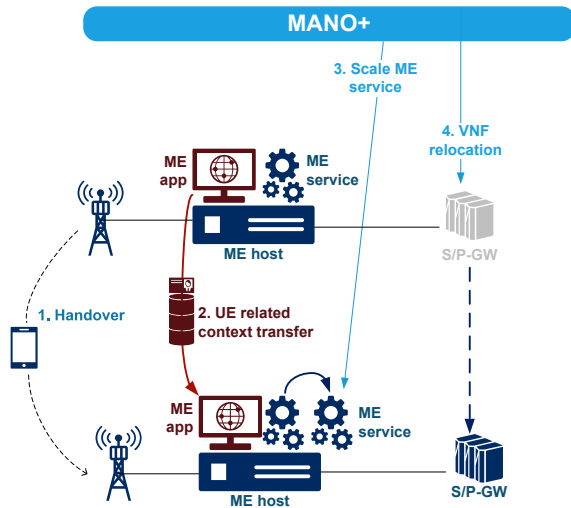 MANO+
3. Scale ME
service
4. VNF
relocation
ME
app
ME
service
ME host
S/P-GW
1. Handover
2. UE related
context transfer
ME
app
ME
service
ME host
S/P-GW